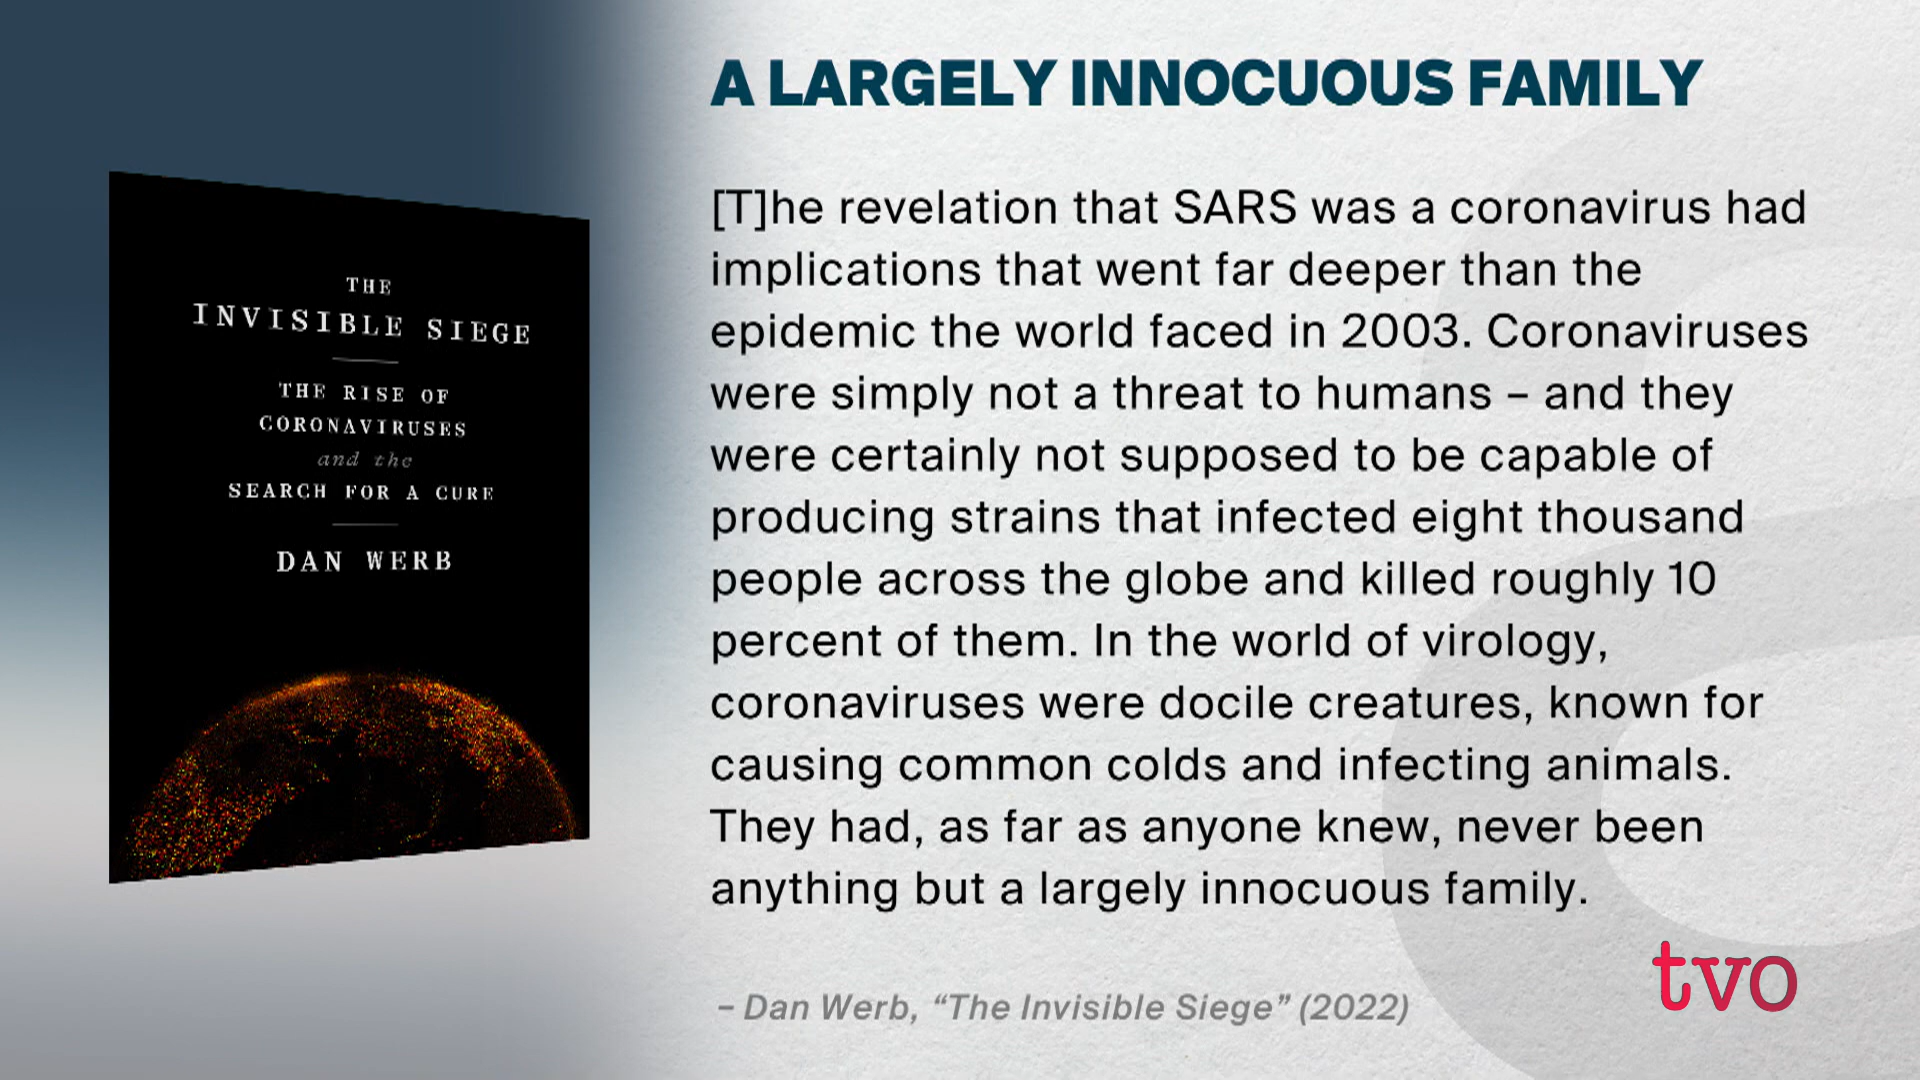 THE
INVISIBLE SIEGE
THE RISE OF
CORONAVIRUSES
and the
SEARCH FOR A CURE
DAN WERB
A LARGELY INNOCUOUS FAMILY
[T]he revelation that SARS was a coronavirus had
implications that went far deeper than the
epidemic the world faced in 2003. Coronaviruses
were simply not a threat to humans – and they
were certainly not supposed to be capable of
producing strains that infected eight thousand
people across the globe and killed roughly 10
percent of them. In the world of virology,
coronaviruses were docile creatures, known for
causing common colds and infecting animals.
They had, as far as anyone knew, never been
anything but a largely innocuous family.
– Dan Werb, “The Invisible Siege” (2022)
tvo